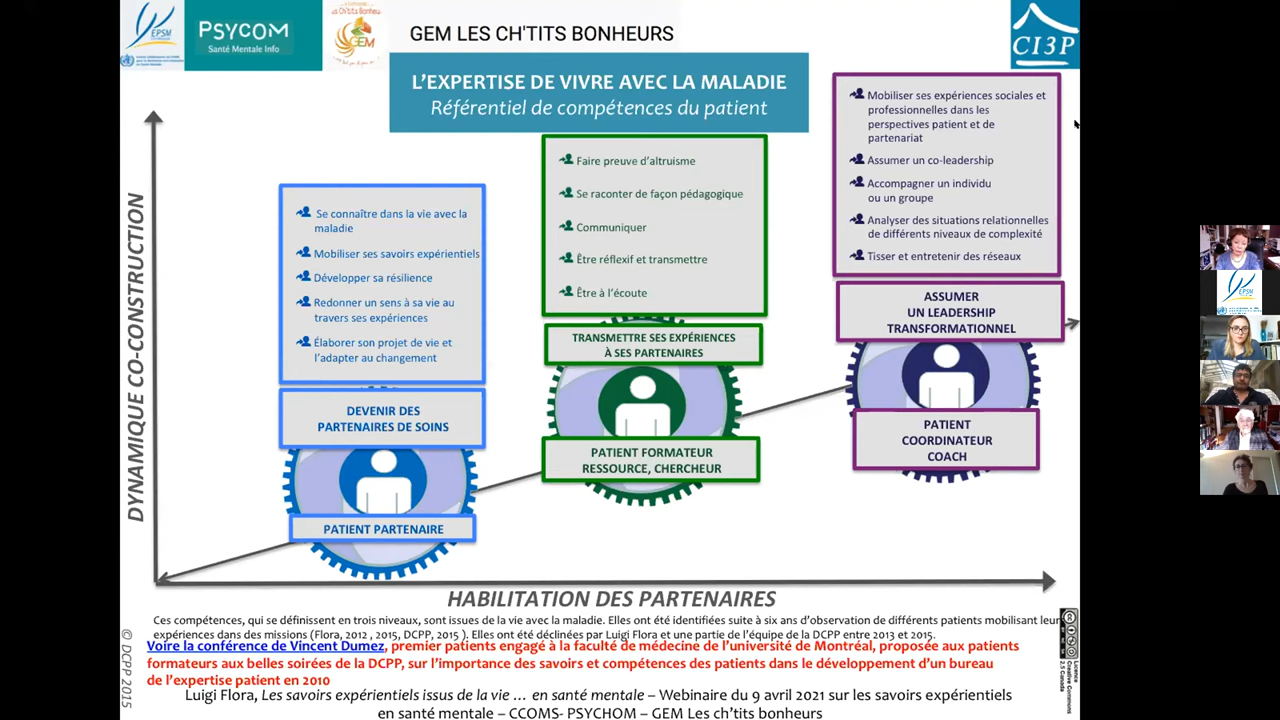 EPSM
PSYCOM
Santé Mentale Info
GEM
GEM LES CH'TITS BONHEURS
CI3P
L'EXPERTISE DE VIVRE AVEC LA MALADIE
Référentiel de compétences du patient
DYNAMIQUE CO-CONSTRUCTION
Se connaître dans la vie avec la
maladie
Mobiliser ses savoirs expérientiels
Développer sa résilience
Redonner un sens à sa vie au
travers ses expériences
Élaborer son projet de vie et
l'adapter au changement
DEVENIR DES
PARTENAIRES DE SOINS
PATIENT PARTENAIRE
Faire preuve d'altruisme
Se raconter de façon pédagogique
Communiquer
Être réflexif et transmettre
Être à l'écoute
TRANSMETTRE SES EXPÉRIENCES
À SES PARTENAIRES
PATIENT FORMATEUR
RESSOURCE, CHERCHEUR
Mobiliser ses expériences sociales et
professionnelles dans les
perspectives patient et de
partenariat
Assumer un co-leadership
Accompagner un individu
ou un groupe
Analyser des situations relationnelles
de différents niveaux de complexité
Tisser et entretenir des réseaux
ASSUMER
UN LEADERSHIP
TRANSFORMATIONNEL
PATIENT
COORDINATEUR
COACH
HABILITATION DES PARTENAIRES
Ces compétences, qui se définissent en trois niveaux, sont issues de la vie avec la maladie. Elles ont été identifiées suite à six ans d'observation de différents patients mobilisant leur
expériences dans des missions (Flora, 2012 , 2015, DCPP, 2015 ). Elles ont été déclinées par Luigi Flora et une partie de l'équipe de la DCPP entre 2013 et 2015.
Voire la conférence de Vincent Dumez, premier patients engagé à la faculté de médecine de l'université de Montréal, proposée aux patients
formateurs aux belles soirées de la DCPP, sur l'importance des savoirs et compétences des patients dans le développement d'un bureau
de l'expertise patient en 2010
Luigi Flora, Les savoirs expérientiels issus de la vie … en santé mentale – Webinaire du 9 avril 2021 sur les savoirs expérientiels
en santé mentale – CCOMS- PSYCHOM – GEM Les ch'tits bonheurs
© DCPP 2015
Licence
Creative Commons
2.5 Canada
EPSM